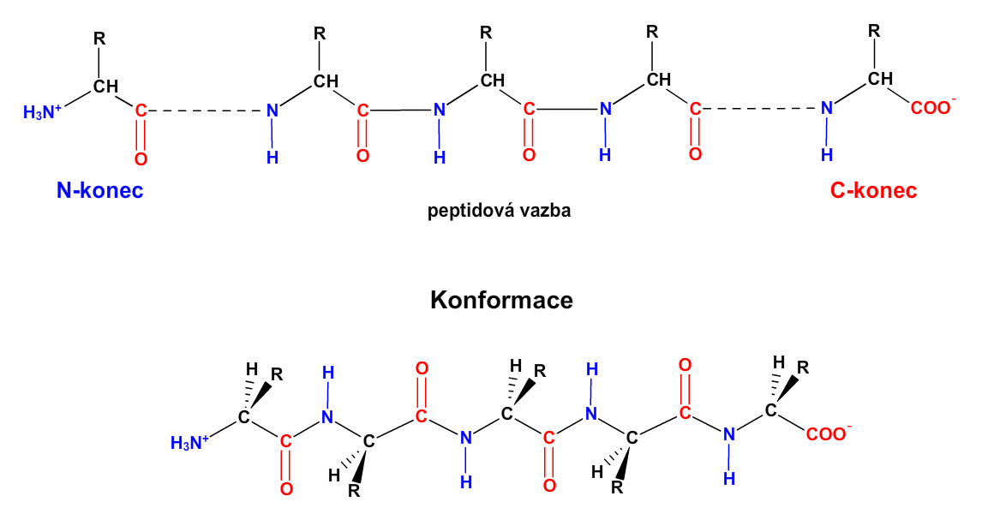 R R R R R
CH CH CH CH CH
H₃N⁺ C N C N C N C N COO⁻
O H O H O H O H
N-konec C-konec
peptidová vazba
Konformace
H R H O H R H O H R
C N C C N C C
H₃N⁺ C C N C C N COO⁻
O H R H O H R H